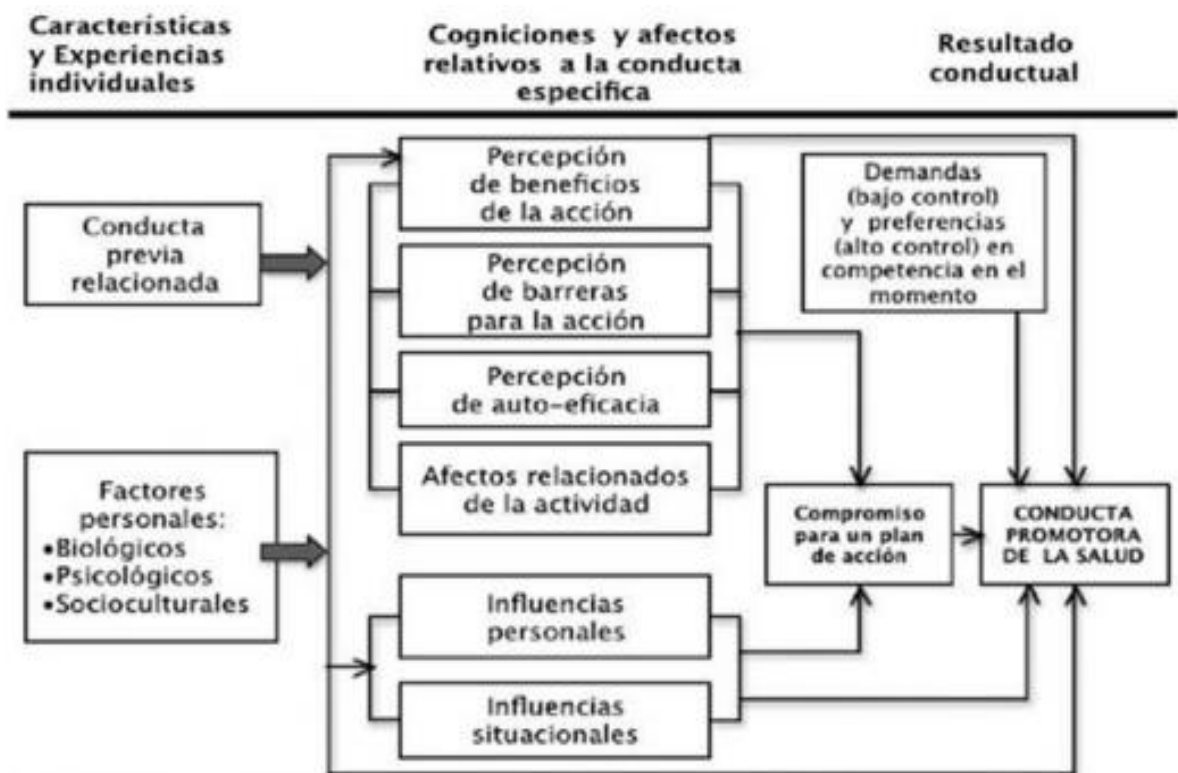 Características
y Experiencias
individuales
Cogniciones y afectos
relativos a la conducta
especifica
Resultado
conductual
Conducta
previa
relacionada
Factores
personales:
•Biológicos
•Psicológicos
•Socioculturales
Percepción
de beneficios
de la acción
Percepción
de barreras
para la acción
Percepción
de auto-eficacia
Afectos relacionados
de la actividad
Influencias
personales
Influencias
situacionales
Demandas
(bajo control)
y preferencias
(alto control) en
competencia en el
momento
Compromiso
para un plan
de acción
CONDUCTA
PROMOTORA
DE LA SALUD